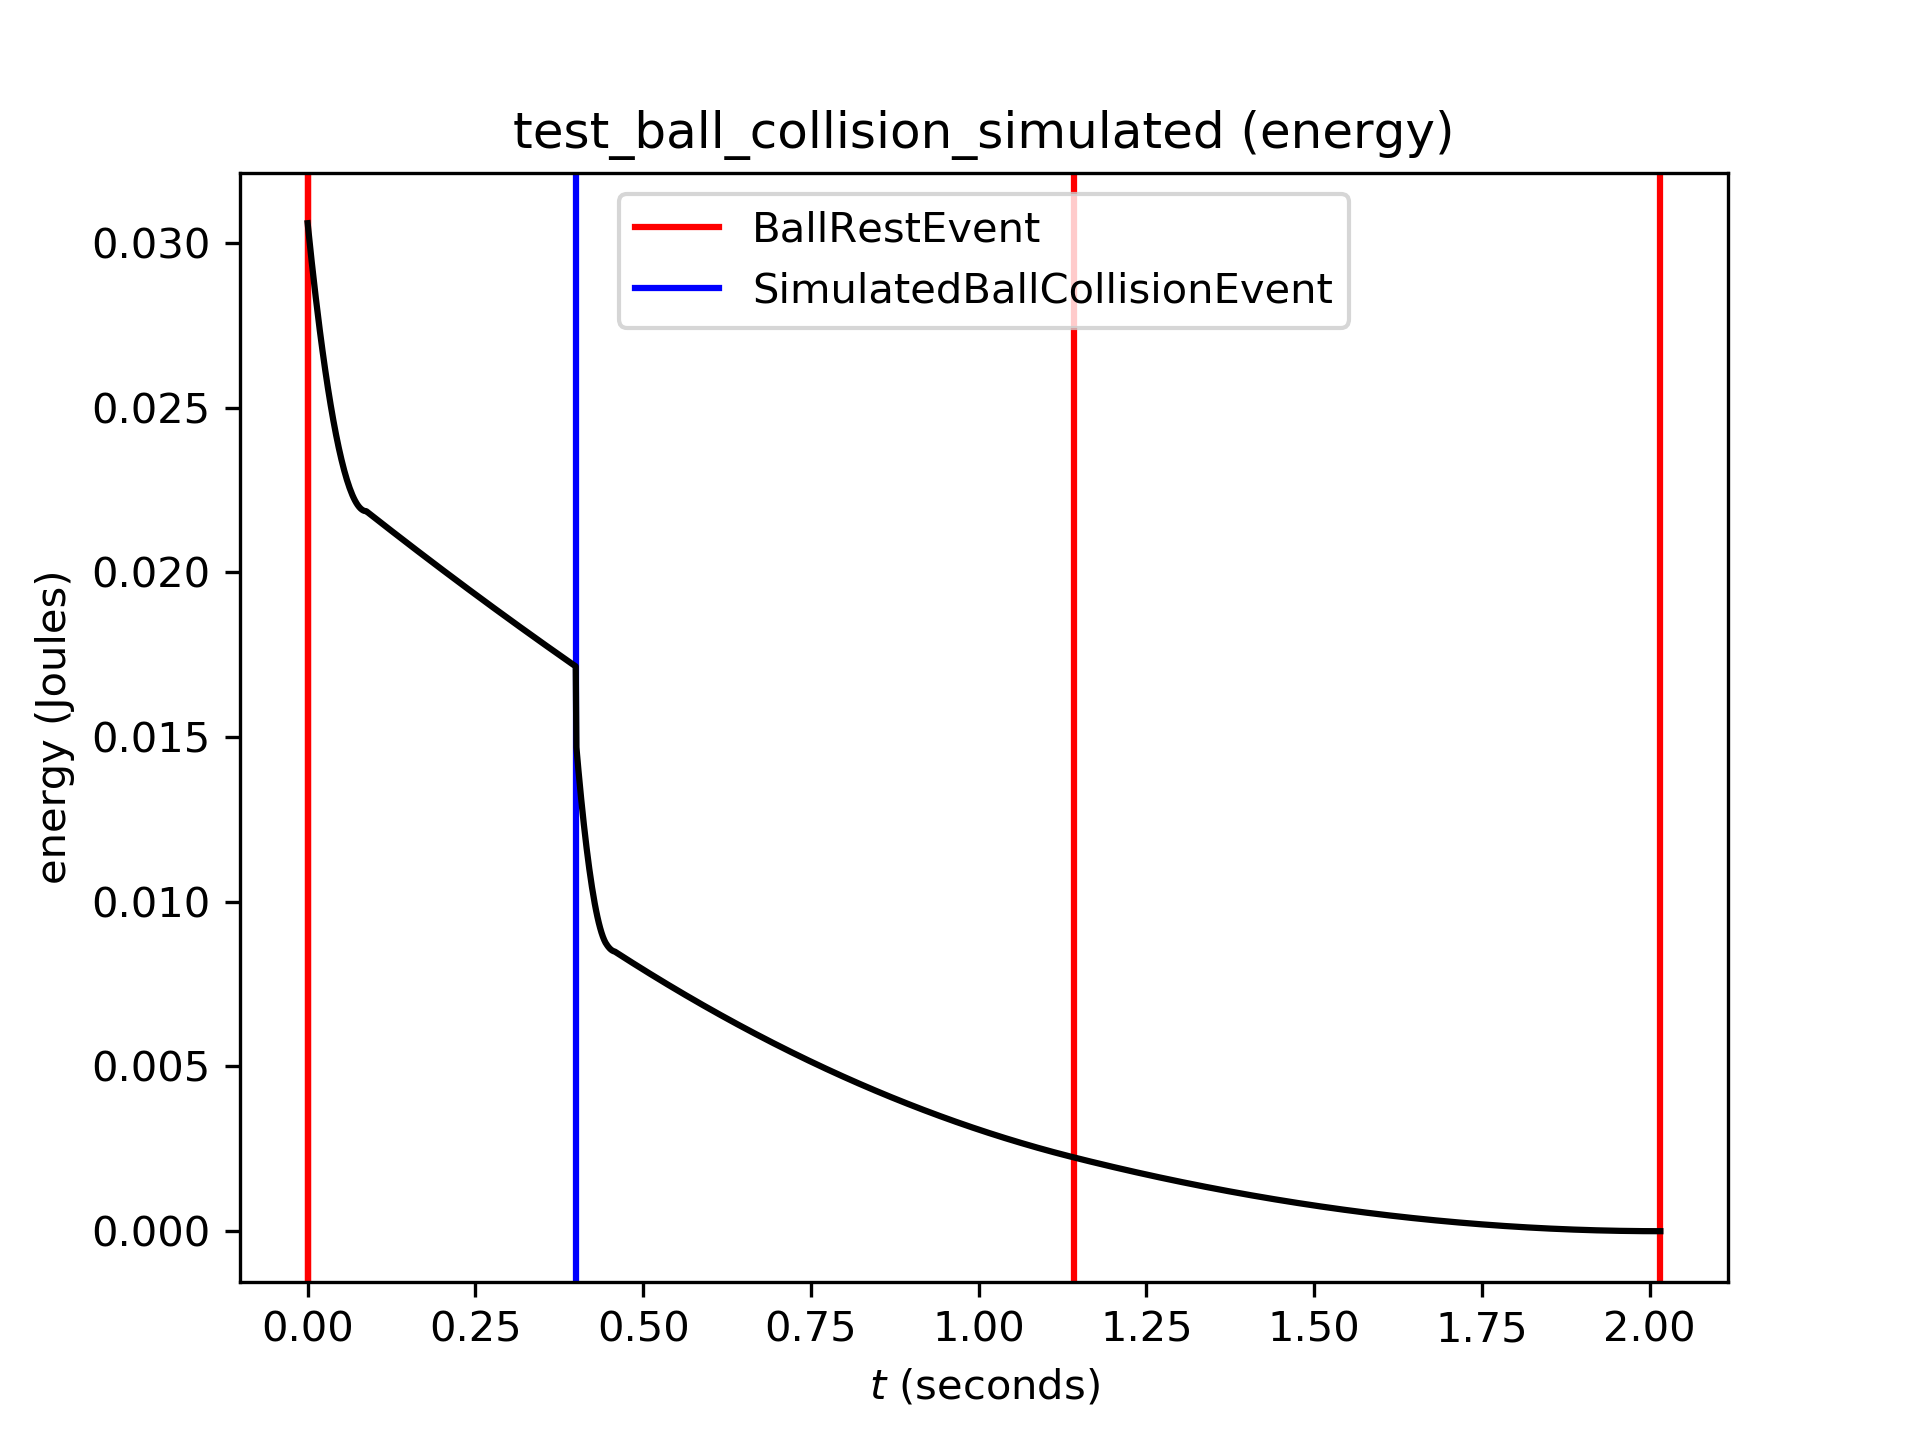 test_ball_collision_simulated (energy)
BallRestEvent
SimulatedBallCollisionEvent
energy (Joules)
0.030
0.025
0.020
0.015
0.010
0.005
0.000
0.00 0.25 0.50 0.75 1.00 1.25 1.50 1.75 2.00
t (seconds)